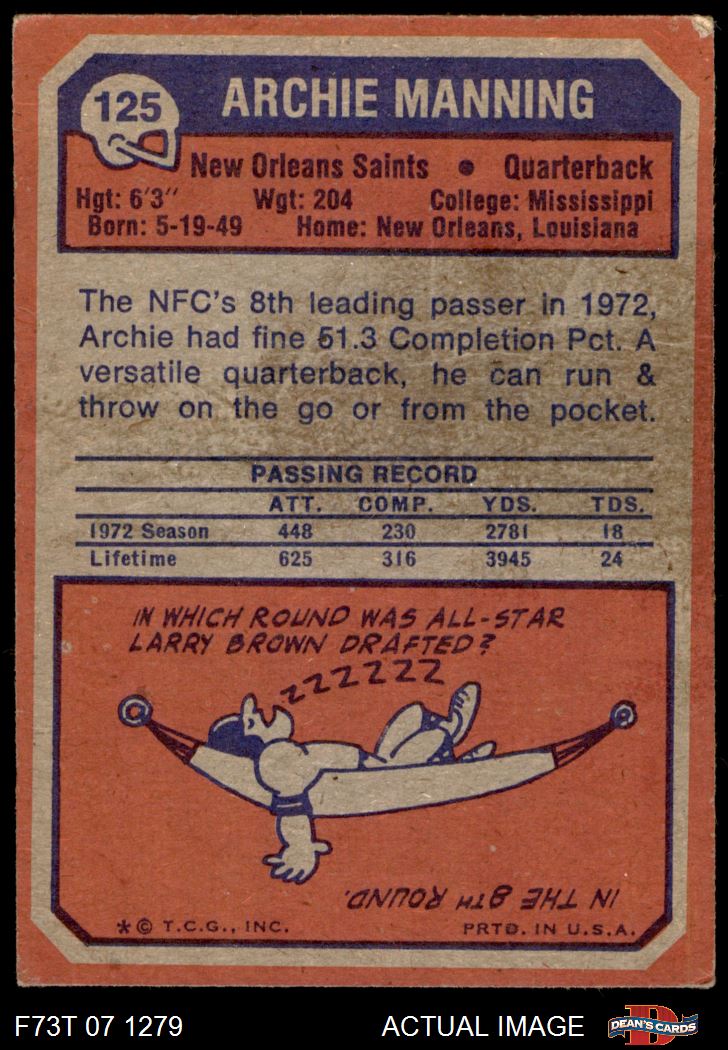 125
ARCHIE MANNING
New Orleans Saints • Quarterback
Hgt: 6'3" Wgt: 204 College: Mississippi
Born: 5-19-49 Home: New Orleans, Louisiana
The NFC's 8th leading passer in 1972,
Archie had fine 51.3 Completion Pct. A
versatile quarterback, he can run &
throw on the go or from the pocket.
PASSING RECORD
ATT. COMP. YDS. TDS.
1972 Season 448 230 2781 18
Lifetime 625 316 3945 24
IN WHICH ROUND WAS ALL-STAR
LARRY BROWN DRAFTED?
ZZZZZZZ
IN THE 8TH ROUND.
*© T.C.G., INC. PRTD. IN U.S.A.
F73T 07 1279 ACTUAL IMAGE
D
DEAN'S CARDS